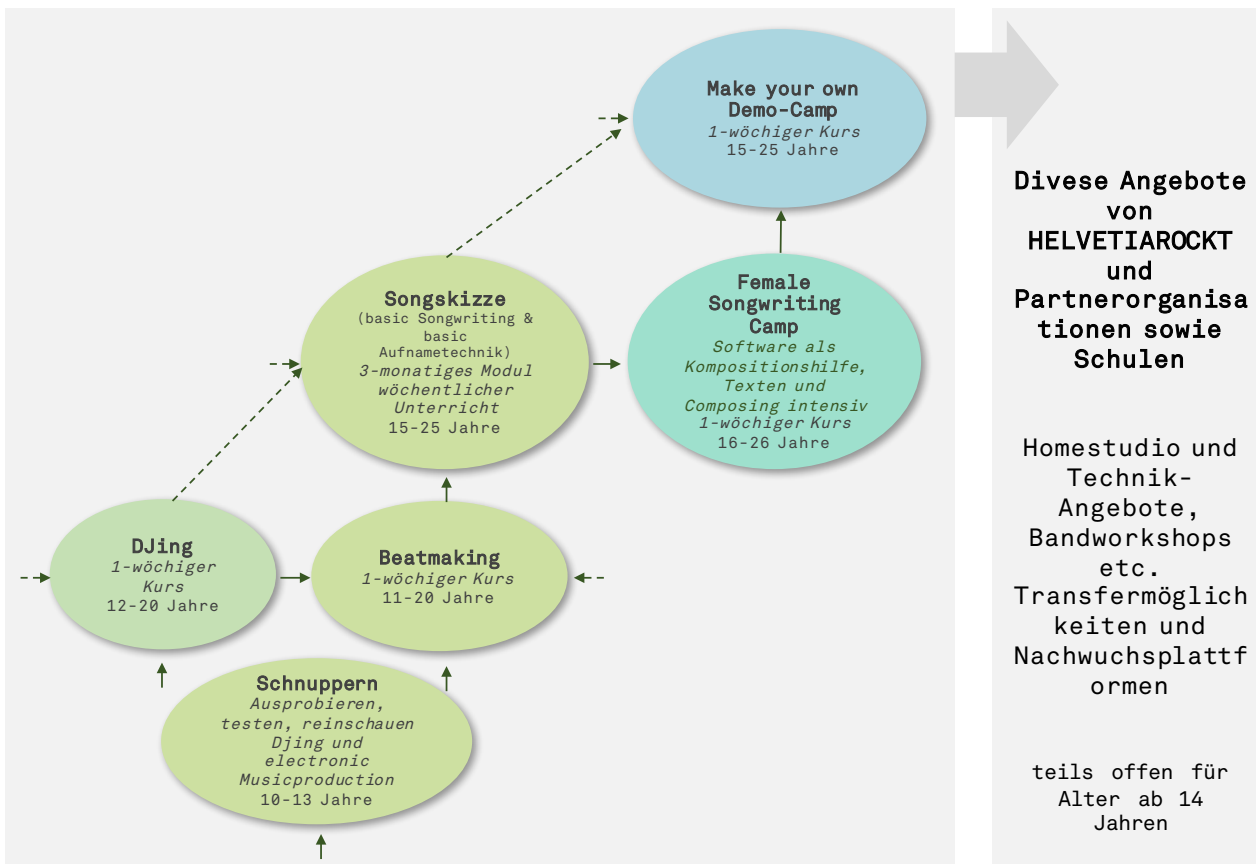 Make your own
Demo-Camp
1-wöchiger Kurs
15-25 Jahre
Songskizze
(basic Songwriting &
basic
Aufnametechnik)
3-monatiges Modul
wöchentlicher
Unterricht
15-25 Jahre
Female
Songwriting
Camp
Software als
Kompositionshilfe,
Texten und
Composing intensiv
1-wöchiger Kurs
16-26 Jahre
DJing
1-wöchiger
Kurs
12-20 Jahre
Beatmaking
1-wöchiger Kurs
11-20 Jahre
Schnuppern
Ausprobieren,
testen, reinschauen
Djing und
electronic
Musicproduction
10-13 Jahre
Divese Angebote
von
HELVETIAROCKT
und
Partnerorganisa
tionen sowie
Schulen
Homestudio und
Technik-
Angebote,
Bandworkshops
etc.
Transfermöglich
keiten und
Nachwuchsplattf
ormen
teils offen für
Alter ab 14
Jahren